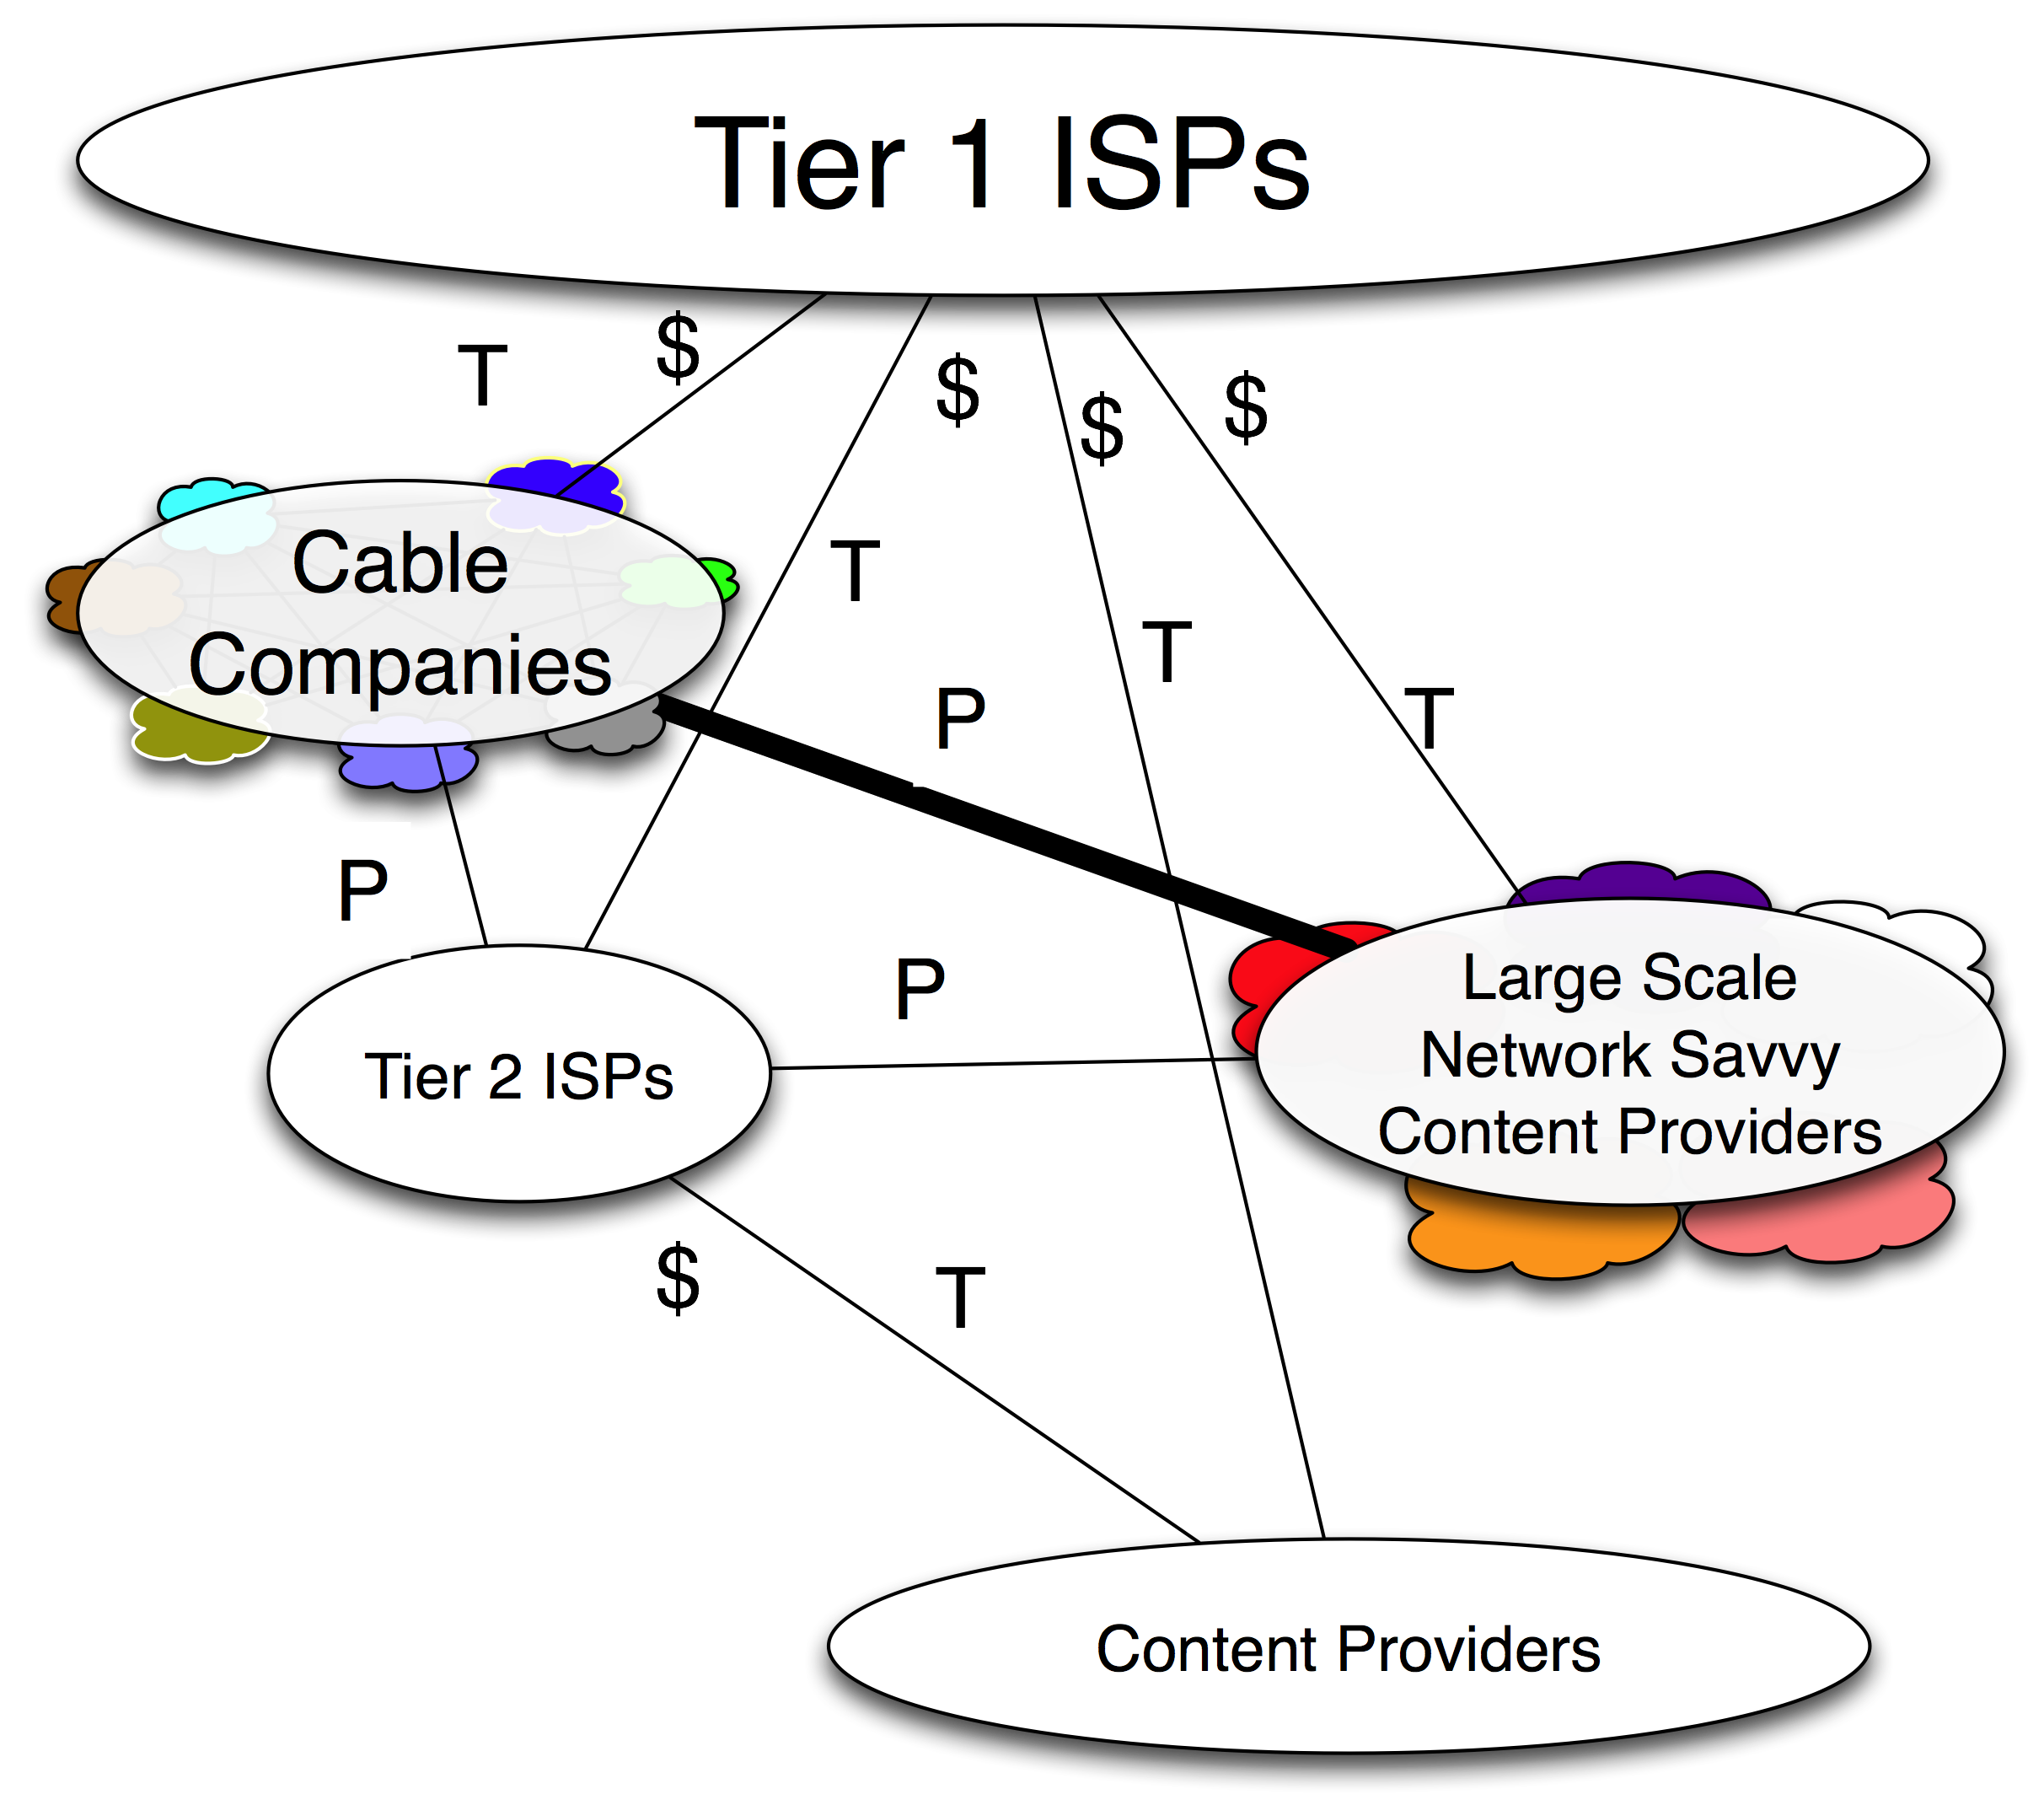 Tier 1 ISPs
$
T
$
$
$
Cable
Companies
T
T
P
T
P
P
Large Scale
Network Savvy
Content Providers
Tier 2 ISPs
$
T
Content Providers